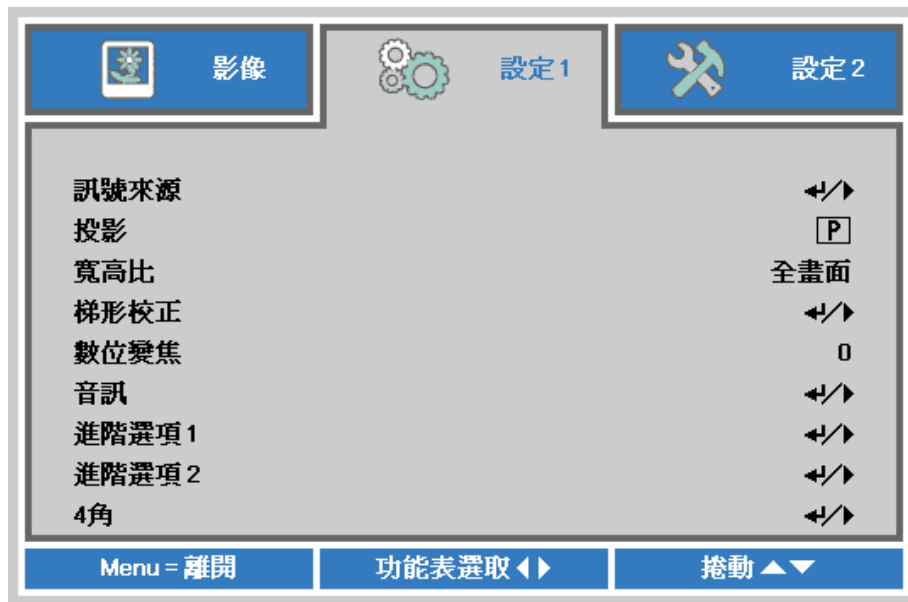 影像
設定1
設定2
訊號來源 ↵/▶
投影 P
寬高比 全畫面
梯形校正 ↵/▶
數位變焦 0
音訊 ↵/▶
進階選項1 ↵/▶
進階選項2 ↵/▶
4角 ↵/▶
Menu = 離開
功能表選取 ◀▶
捲動 ▲▼